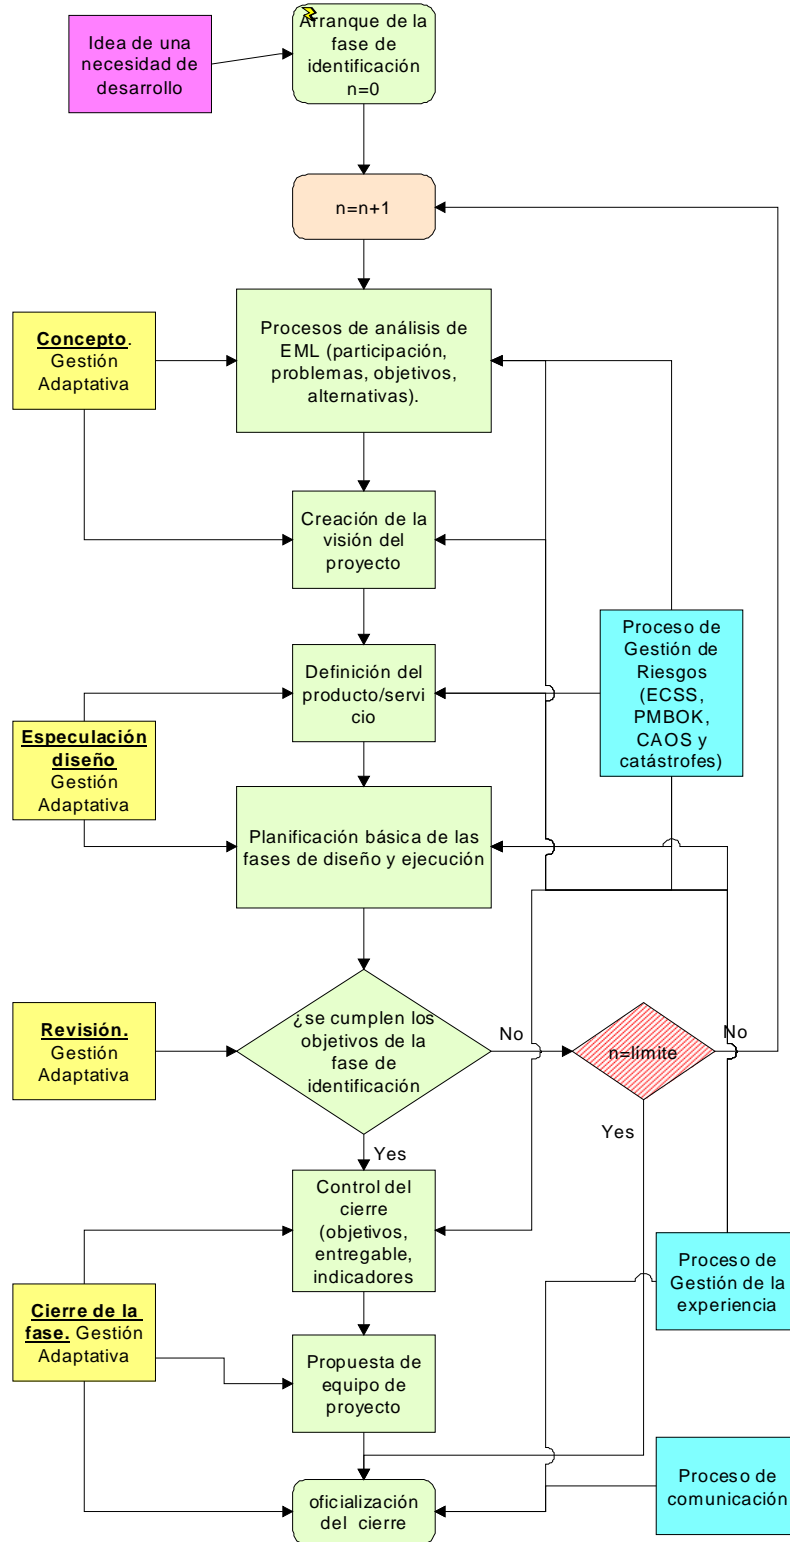 Idea de una
necesidad de
desarrollo
Arranque de la
fase de
identificación
n=0
n=n+1
Concepto.
Gestión
Adaptativa
Procesos de análisis de
EML (participación,
problemas, objetivos,
alternativas).
Creación de la
visión del
proyecto
Proceso de
Gestión de
Riesgos
(ECSS,
PMBOK,
CAOS y
catástrofes)
Definición del
producto/servi
cio
Especulación
diseño
Gestión
Adaptativa
Planificación básica de las
fases de diseño y ejecución
Revisión.
Gestión
Adaptativa
¿se cumplen los
objetivos de la
fase de
identificación
No
n=límite
No
Yes
Yes
Control del
cierre
(objetivos,
entregable,
indicadores
Proceso de
Gestión de la
experiencia
Cierre de la
fase. Gestión
Adaptativa
Propuesta de
equipo de
proyecto
Proceso de
comunicación
oficialización
del cierre